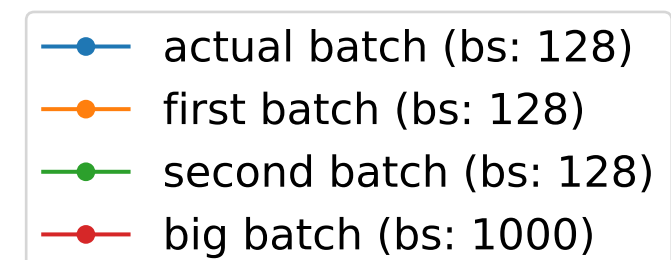 actual batch (bs: 128)
first batch (bs: 128)
second batch (bs: 128)
big batch (bs: 1000)